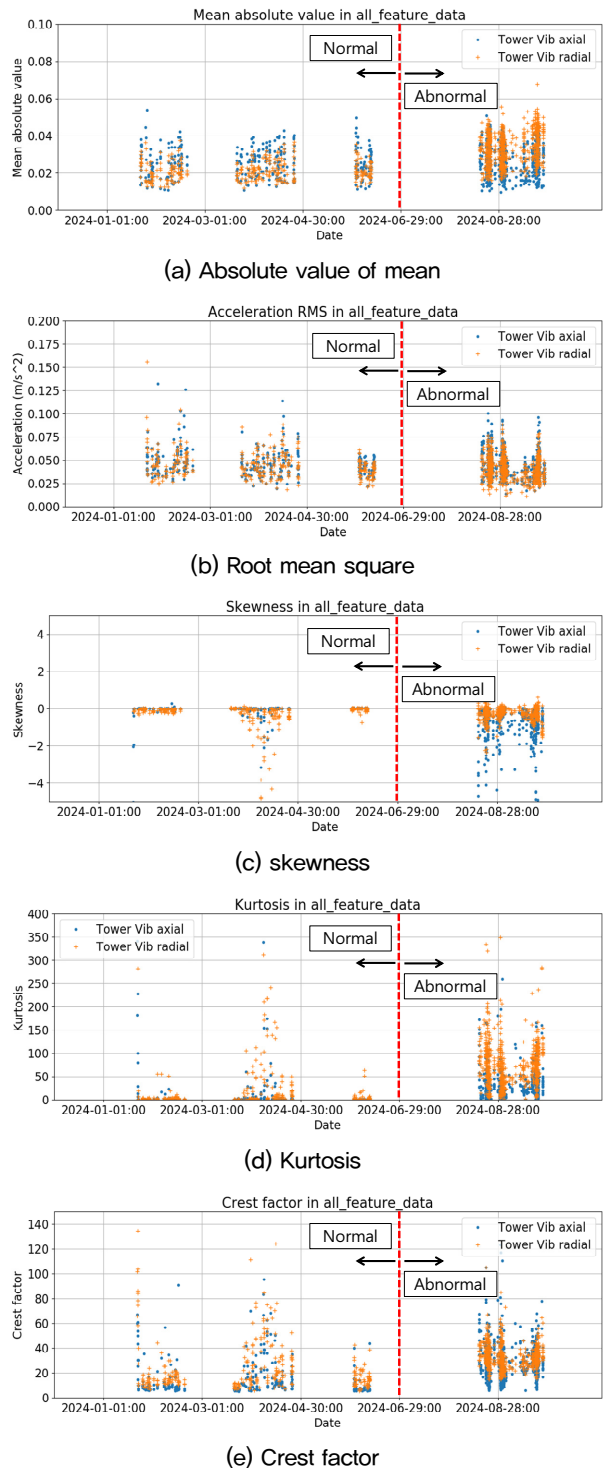 Mean absolute value in all_feature_data
0.10
0.08
0.06
0.04
0.02
0.00
Mean absolute value
Normal
Abnormal
Tower Vib axial
Tower Vib radial
2024-01-01:00 2024-03-01:00 2024-04-30:00 2024-06-29:00 2024-08-28:00
Date
(a) Absolute value of mean
Acceleration RMS in all_feature_data
0.200
0.175
0.150
0.125
0.100
0.075
0.050
0.025
0.000
Acceleration (m/s^2)
Normal
Abnormal
Tower Vib axial
Tower Vib radial
2024-01-01:00 2024-03-01:00 2024-04-30:00 2024-06-29:00 2024-08-28:00
Date
(b) Root mean square
Skewness in all_feature_data
4
2
0
−2
−4
Skewness
Normal
Abnormal
Tower Vib axial
Tower Vib radial
2024-01-01:00 2024-03-01:00 2024-04-30:00 2024-06-29:00 2024-08-28:00
Date
(c) skewness
Kurtosis in all_feature_data
400
350
300
250
200
150
100
50
0
Kurtosis
Tower Vib axial
Tower Vib radial
Normal
Abnormal
2024-01-01:00 2024-03-01:00 2024-04-30:00 2024-06-29:00 2024-08-28:00
Date
(d) Kurtosis
Crest factor in all_feature_data
140
120
100
80
60
40
20
0
Crest factor
Normal
Abnormal
Tower Vib axial
Tower Vib radial
2024-01-01:00 2024-03-01:00 2024-04-30:00 2024-06-29:00 2024-08-28:00
Date
(e) Crest factor